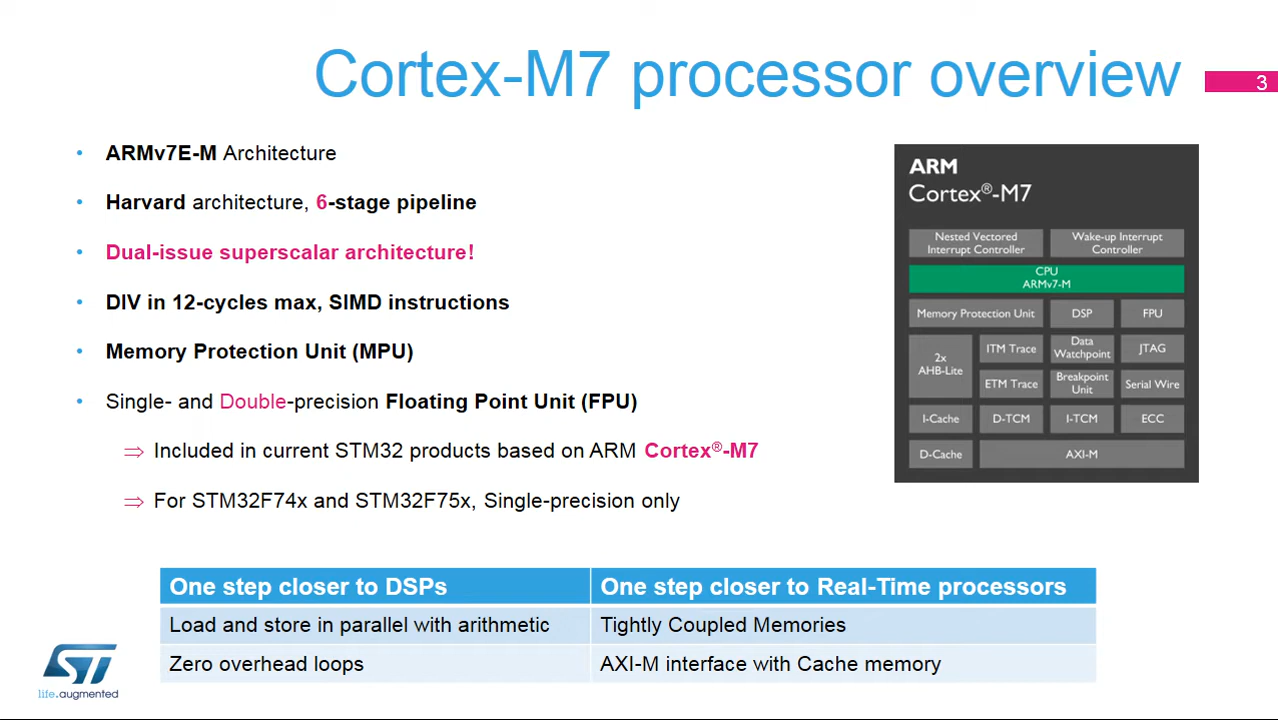 Cortex-M7 processor overview
3
• ARMv7E-M Architecture
• Harvard architecture, 6-stage pipeline
• Dual-issue superscalar architecture!
• DIV in 12-cycles max, SIMD instructions
• Memory Protection Unit (MPU)
• Single- and Double-precision Floating Point Unit (FPU)
⇒ Included in current STM32 products based on ARM Cortex®-M7
⇒ For STM32F74x and STM32F75x, Single-precision only
ARM
Cortex®-M7
Nested Vectored
Interrupt Controller
Wake-up Interrupt
Controller
CPU
ARMv7-M
Memory Protection Unit
DSP
FPU
2x
AHB-Lite
ITM Trace
Data
Watchpoint
JTAG
ETM Trace
Breakpoint
Unit
Serial Wire
I-Cache
D-TCM
I-TCM
ECC
D-Cache
AXI-M
One step closer to DSPs
One step closer to Real-Time processors
Load and store in parallel with arithmetic
Tightly Coupled Memories
Zero overhead loops
AXI-M interface with Cache memory
ST
life.augmented